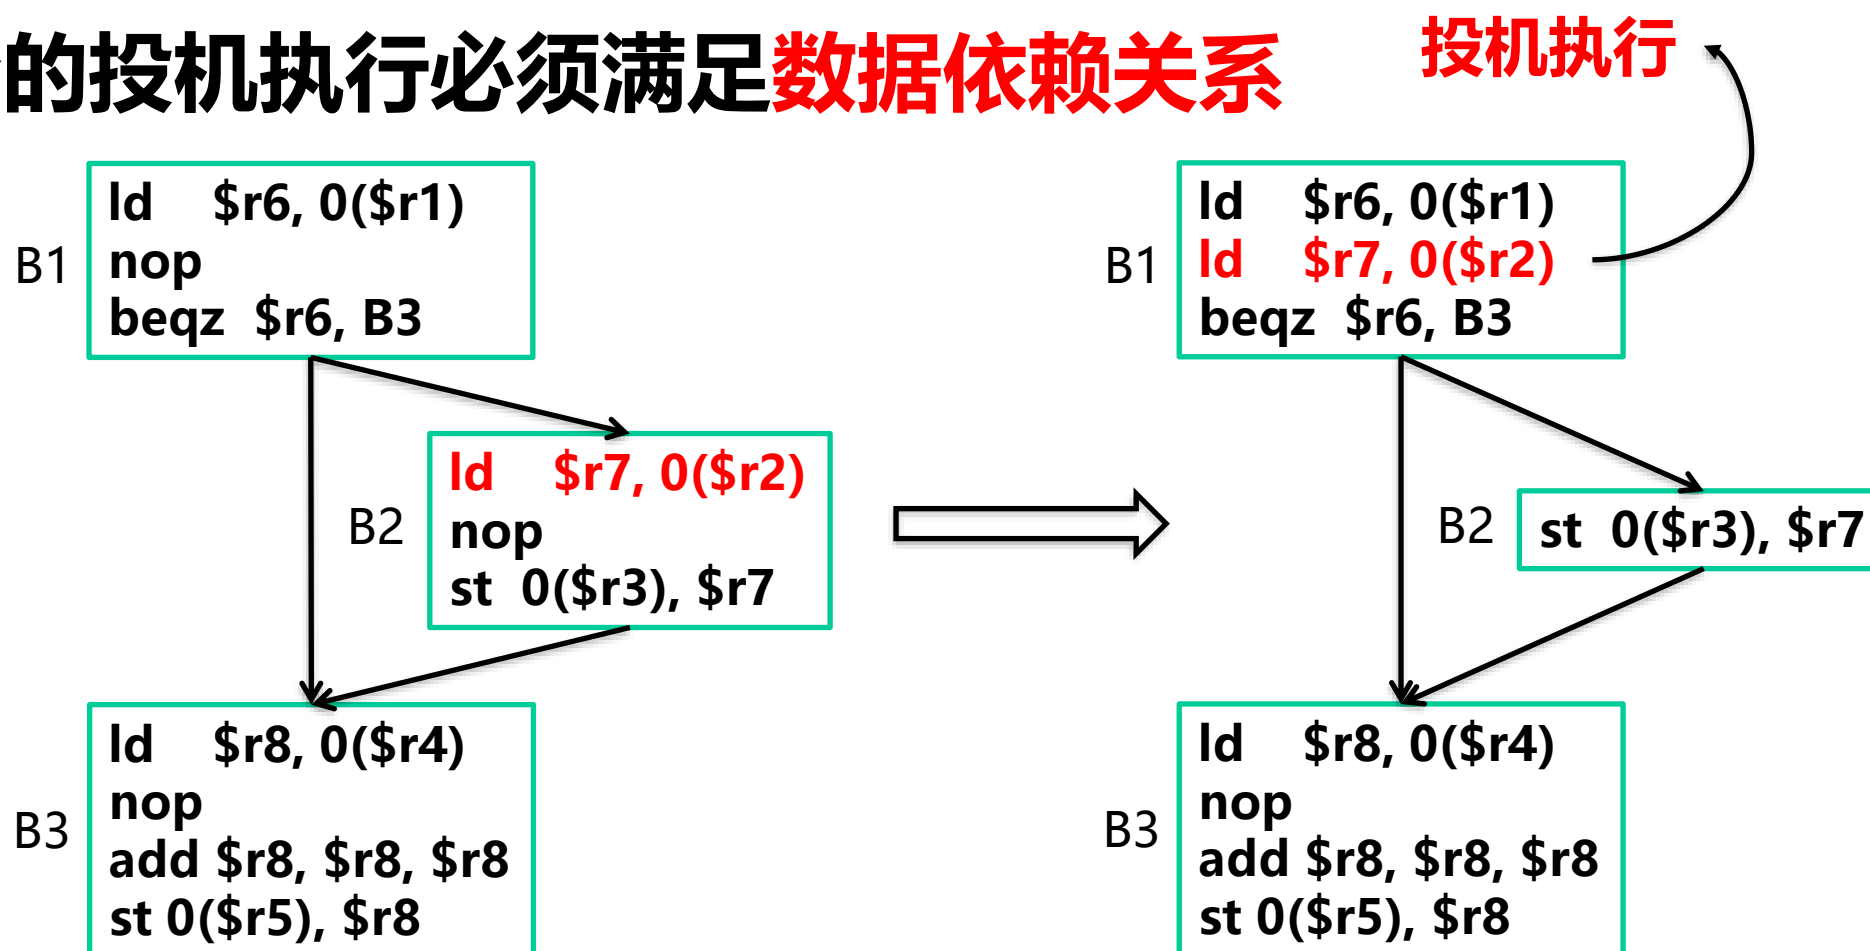 的投机执行必须满足数据依赖关系
投机执行
B1
ld $r6, 0($r1)
nop
beqz $r6, B3
B2
ld $r7, 0($r2)
nop
st 0($r3), $r7
B3
ld $r8, 0($r4)
nop
add $r8, $r8, $r8
st 0($r5), $r8
B1
ld $r6, 0($r1)
ld $r7, 0($r2)
beqz $r6, B3
B2
st 0($r3), $r7
B3
ld $r8, 0($r4)
nop
add $r8, $r8, $r8
st 0($r5), $r8